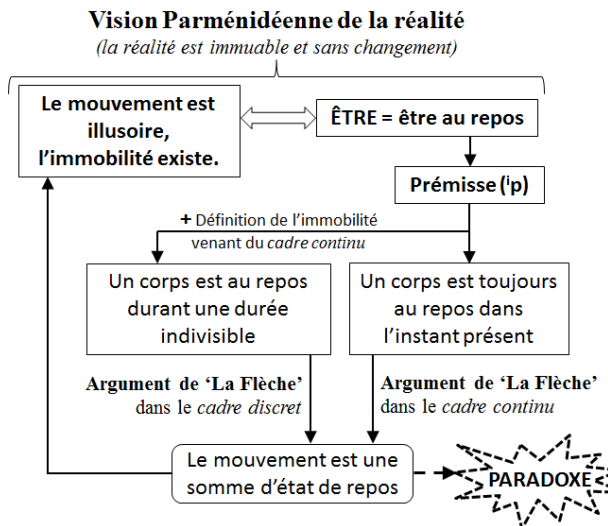 Vision Parménidéenne de la réalité
(la réalité est immuable et sans changement)
Le mouvement est
illusoire,
l'immobilité existe.
ÊTRE = être au repos
Prémisse (ⁱp)
+ Définition de l'immobilité
venant du cadre continu
Un corps est au repos
durant une durée
indivisible
Un corps est toujours
au repos dans
l'instant présent
Argument de 'La Flèche'
dans le cadre discret
Argument de 'La Flèche'
dans le cadre continu
Le mouvement est une
somme d'état de repos
PARADOXE